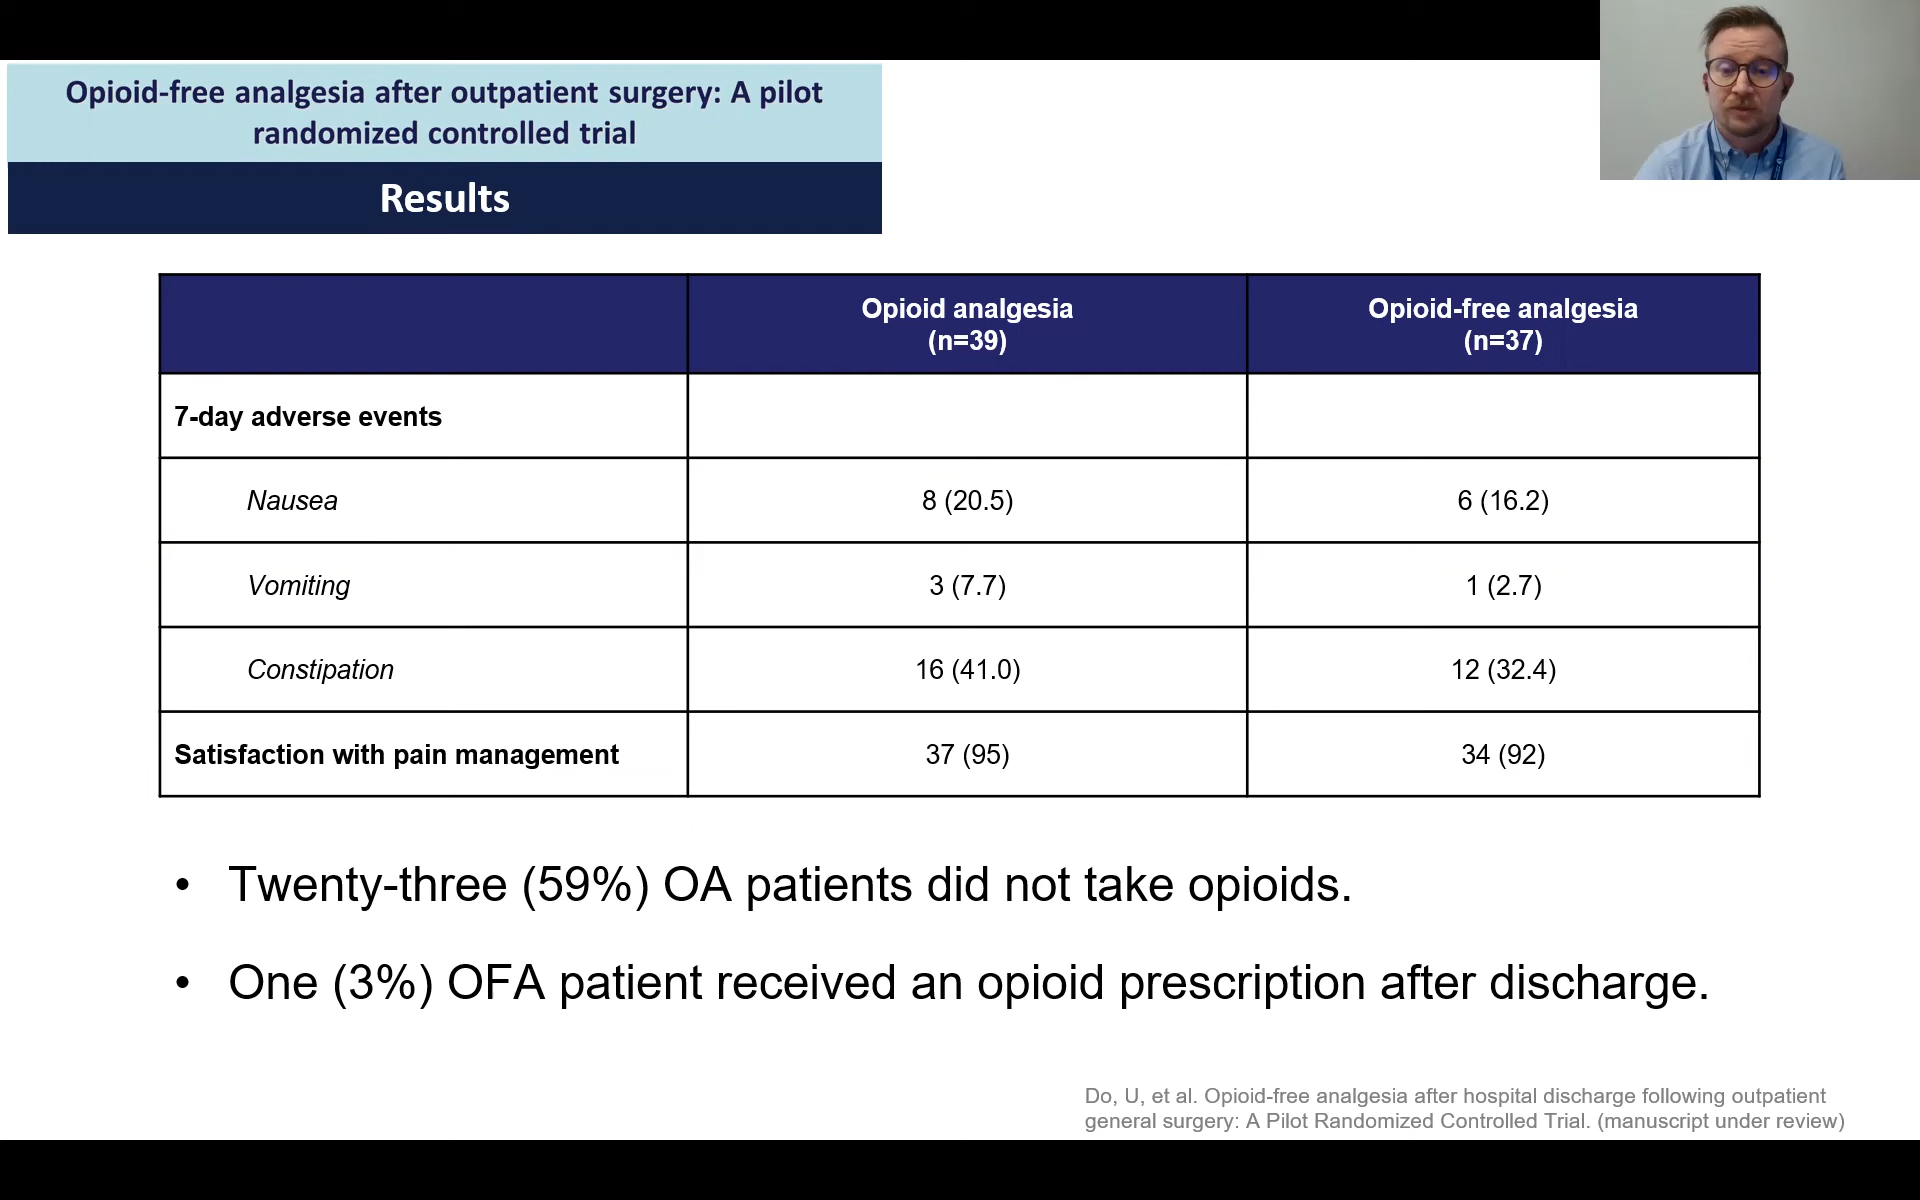 Opioid-free analgesia after outpatient surgery: A pilot
randomized controlled trial
Results
Opioid analgesia
(n=39)
Opioid-free analgesia
(n=37)
7-day adverse events
Nausea 8 (20.5) 6 (16.2)
Vomiting 3 (7.7) 1 (2.7)
Constipation 16 (41.0) 12 (32.4)
Satisfaction with pain management 37 (95) 34 (92)
• Twenty-three (59%) OA patients did not take opioids.
• One (3%) OFA patient received an opioid prescription after discharge.
Do, U, et al. Opioid-free analgesia after hospital discharge following outpatient
general surgery: A Pilot Randomized Controlled Trial. (manuscript under review)